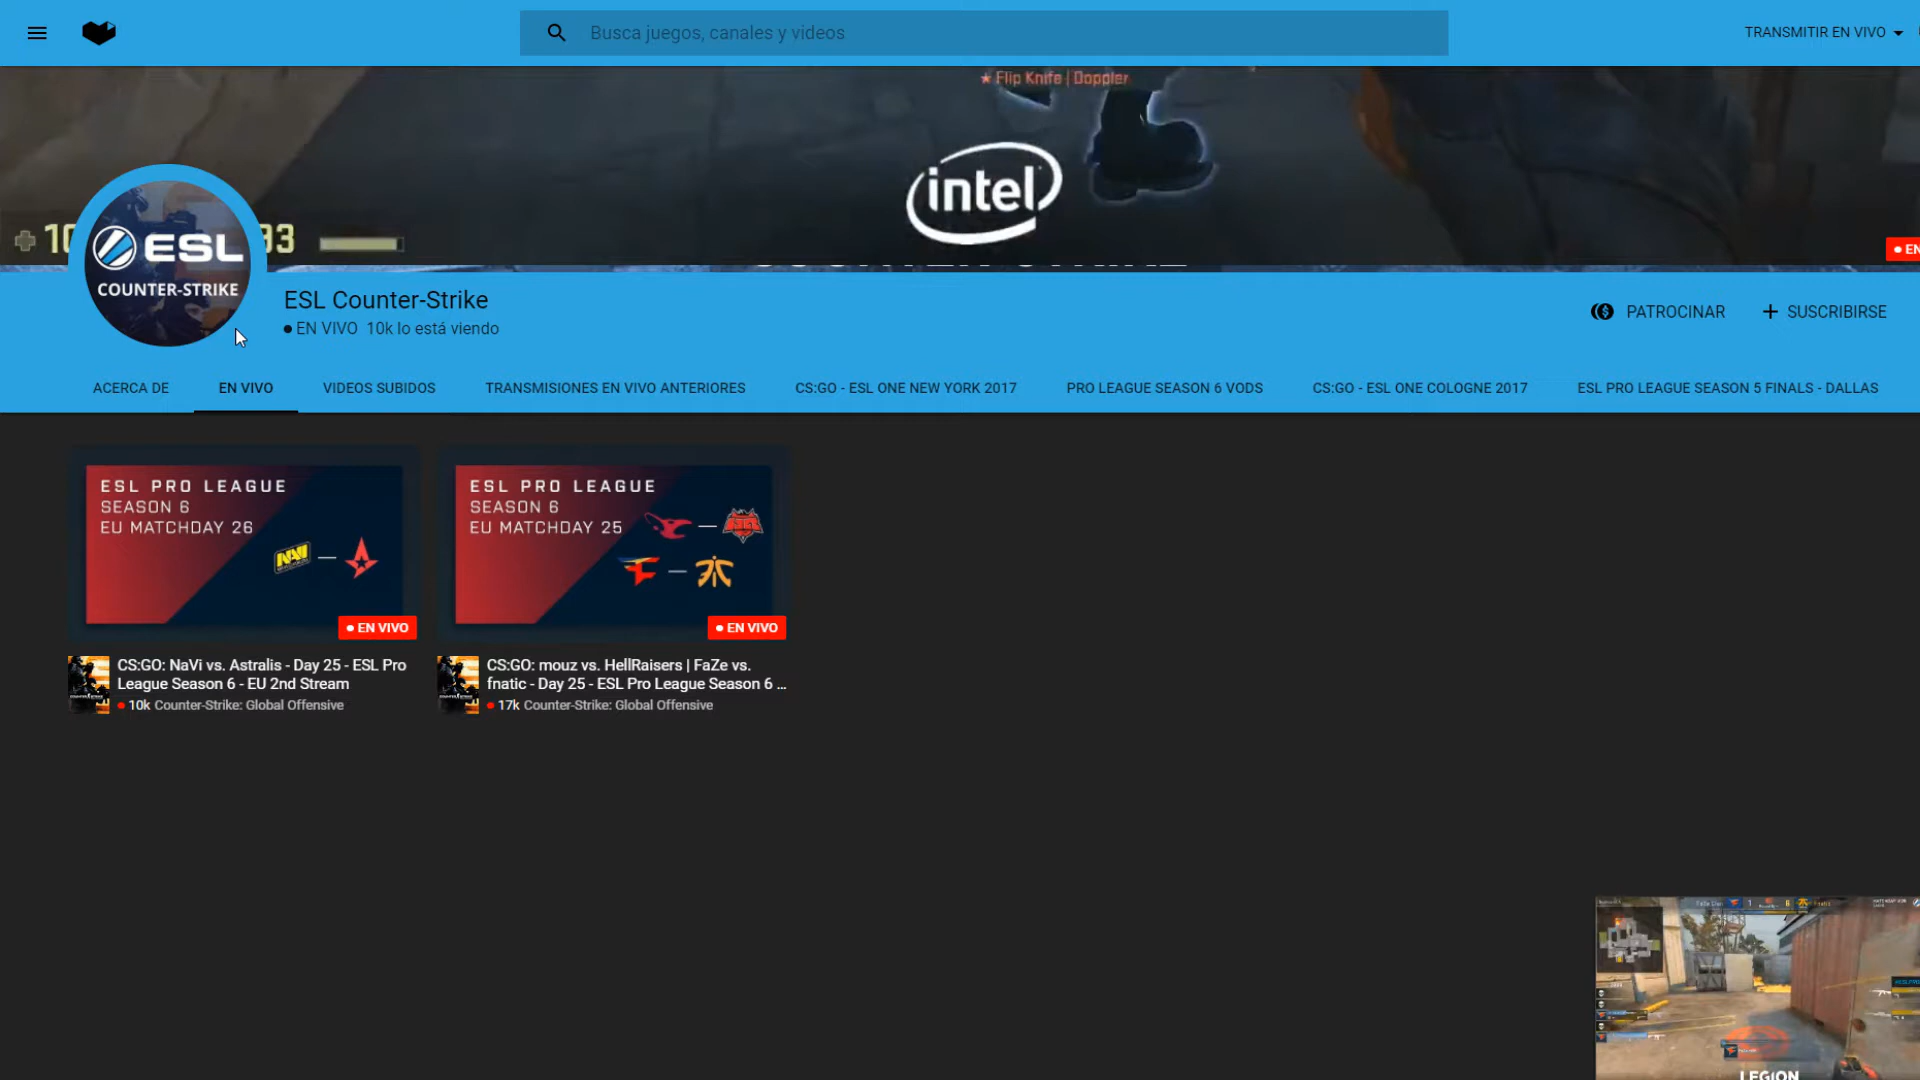 Busca juegos, canales y videos
TRANSMITIR EN VIVO
★ Flip Knife | Doppler
intel
ESL
COUNTER-STRIKE
93
EN
ESL Counter-Strike
EN VIVO 10k lo está viendo
PATROCINAR
SUSCRIBIRSE
ACERCA DE
EN VIVO
VIDEOS SUBIDOS
TRANSMISIONES EN VIVO ANTERIORES
CS:GO - ESL ONE NEW YORK 2017
PRO LEAGUE SEASON 6 VODS
CS:GO - ESL ONE COLOGNE 2017
ESL PRO LEAGUE SEASON 5 FINALS - DALLAS
ESL PRO LEAGUE
SEASON 6
EU MATCHDAY 26
NAVI
EN VIVO
ESL PRO LEAGUE
SEASON 6
EU MATCHDAY 25
EN VIVO
CS:GO: NaVi vs. Astralis - Day 25 - ESL Pro
League Season 6 - EU 2nd Stream
10k Counter-Strike: Global Offensive
CS:GO: mouz vs. HellRaisers | FaZe vs.
fnatic - Day 25 - ESL Pro League Season 6 ...
17k Counter-Strike: Global Offensive
LEGION